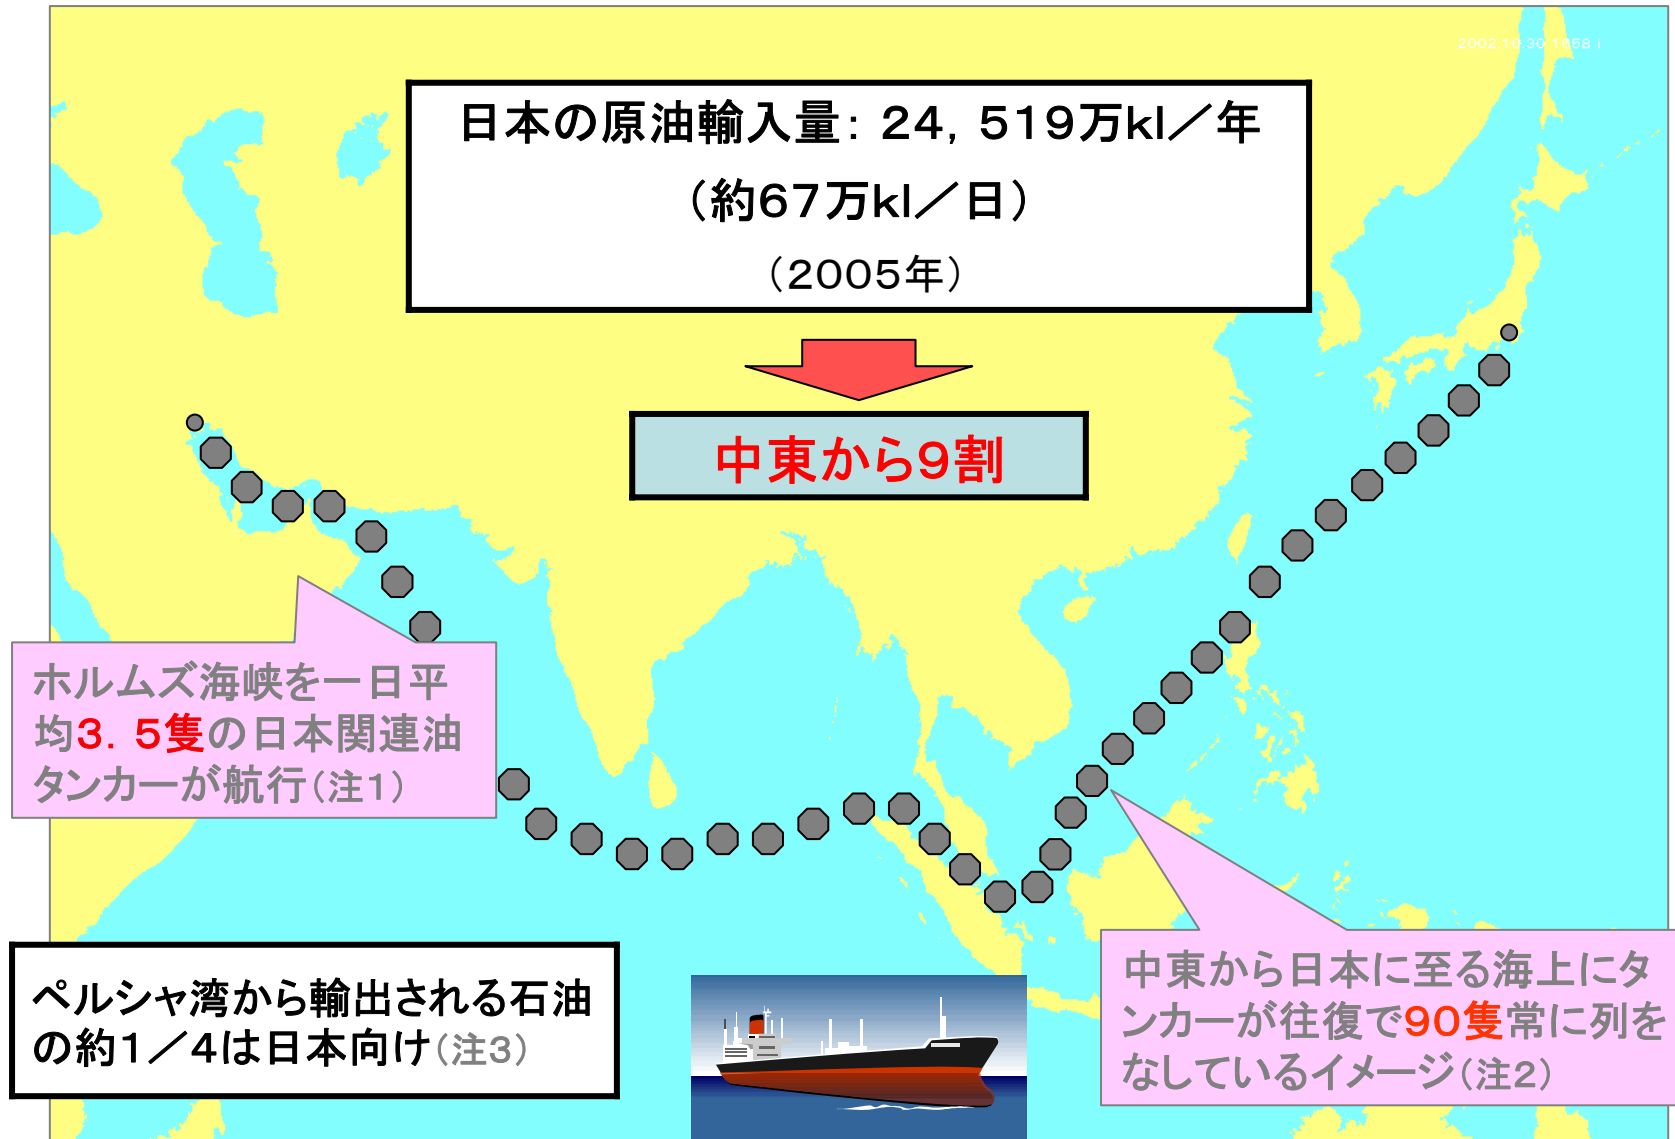 2002.10.30 1658 i
日本の原油輸入量: 24, 519万kl／年
（約67万kl／日）
（2005年）
中東から9割
ホルムズ海峡を一日平
均3．5隻の日本関連油
タンカーが航行（注1）
ペルシャ湾から輸出される石油
の約1／4は日本向け（注3）
中東から日本に至る海上にタ
ンカーが往復で90隻常に列を
なしているイメージ（注2）